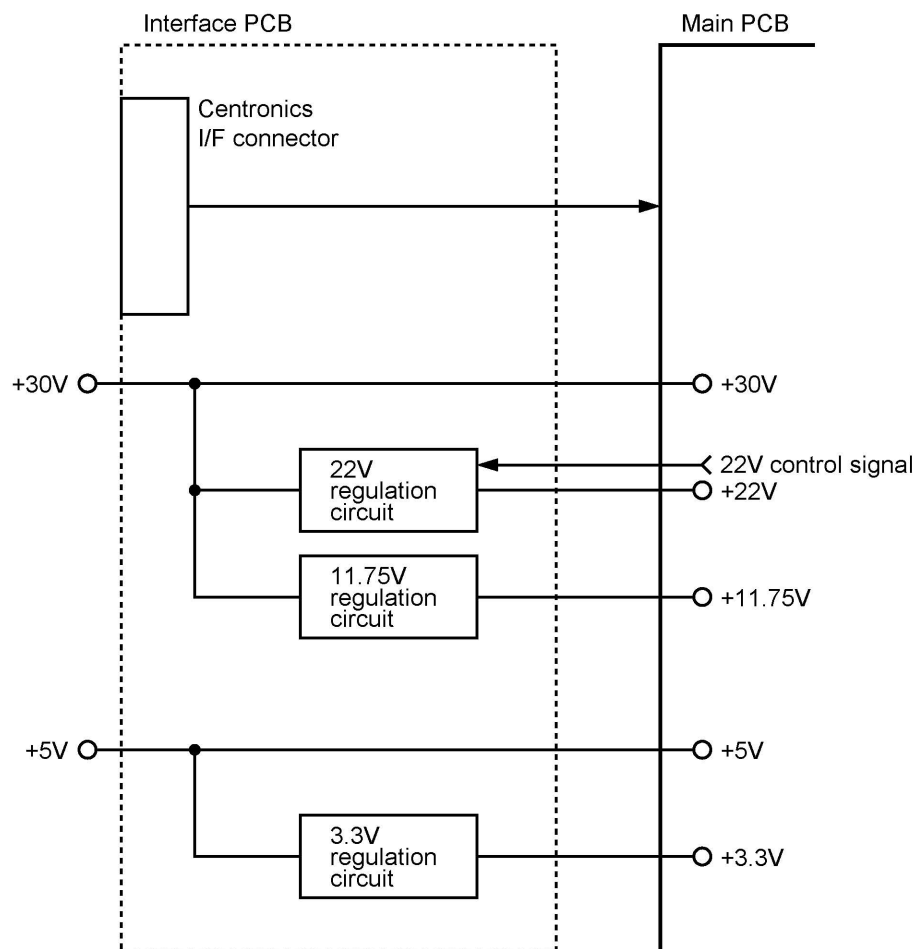 Interface PCB
Main PCB
Centronics
I/F connector
+30V
+30V
22V
regulation
circuit
22V control signal
+22V
11.75V
regulation
circuit
+11.75V
+5V
+5V
3.3V
regulation
circuit
+3.3V